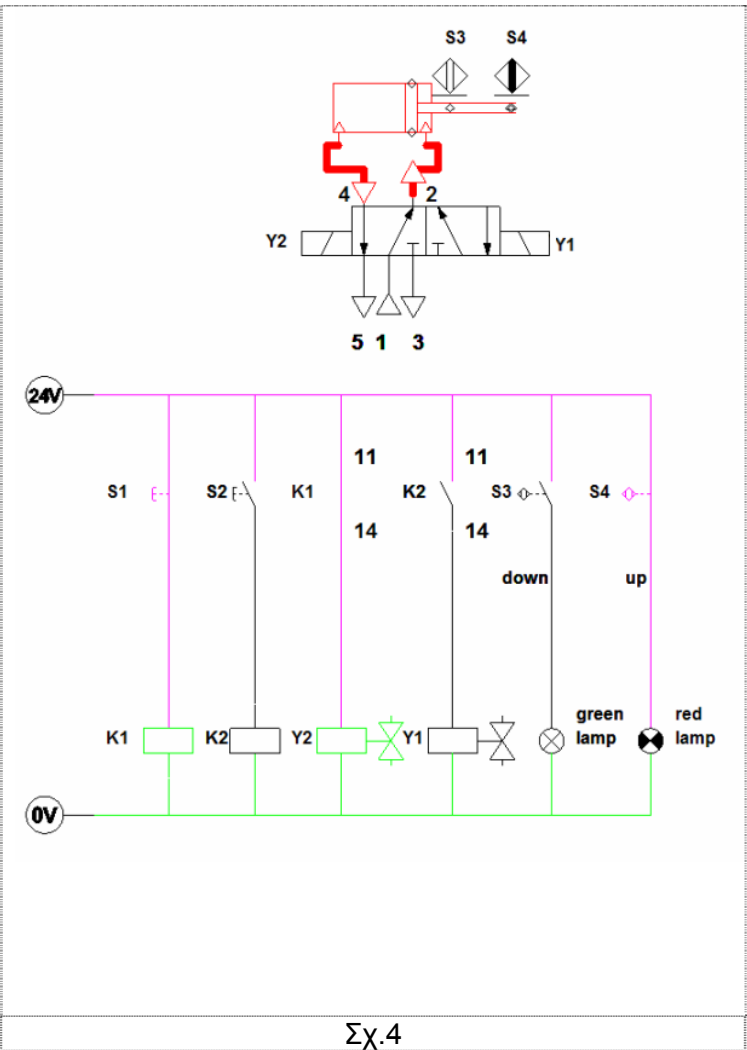 S3 S4
4 2
Y2 Y1
5 1 3
24V
11 11
S1 S2 K1 K2 S3 S4
14 14
down up
green red
K1 K2 Y2 Y1 lamp lamp
0V
Σχ.4